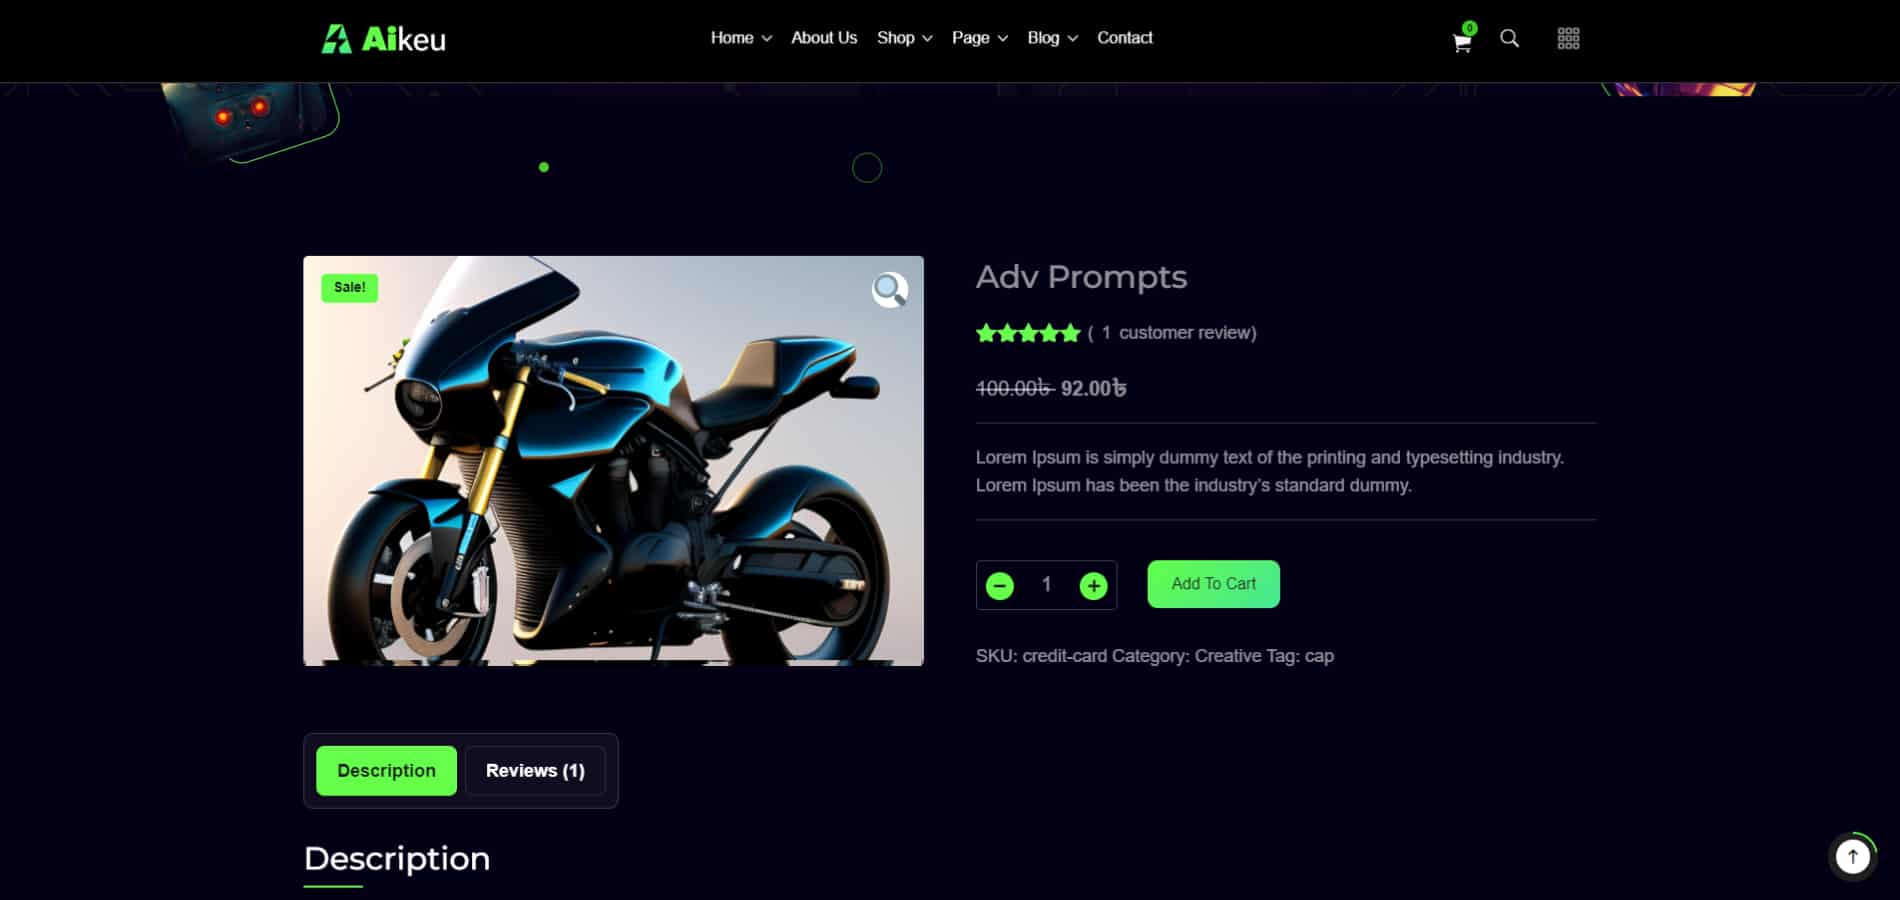 Aikeu
Home About Us Shop Page Blog Contact
0
Sale!
Adv Prompts
( 1 customer review)
100.00৳ 92.00৳
Lorem Ipsum is simply dummy text of the printing and typesetting industry.
Lorem Ipsum has been the industry’s standard dummy.
1
Add To Cart
SKU: credit-card Category: Creative Tag: cap
Description Reviews (1)
Description